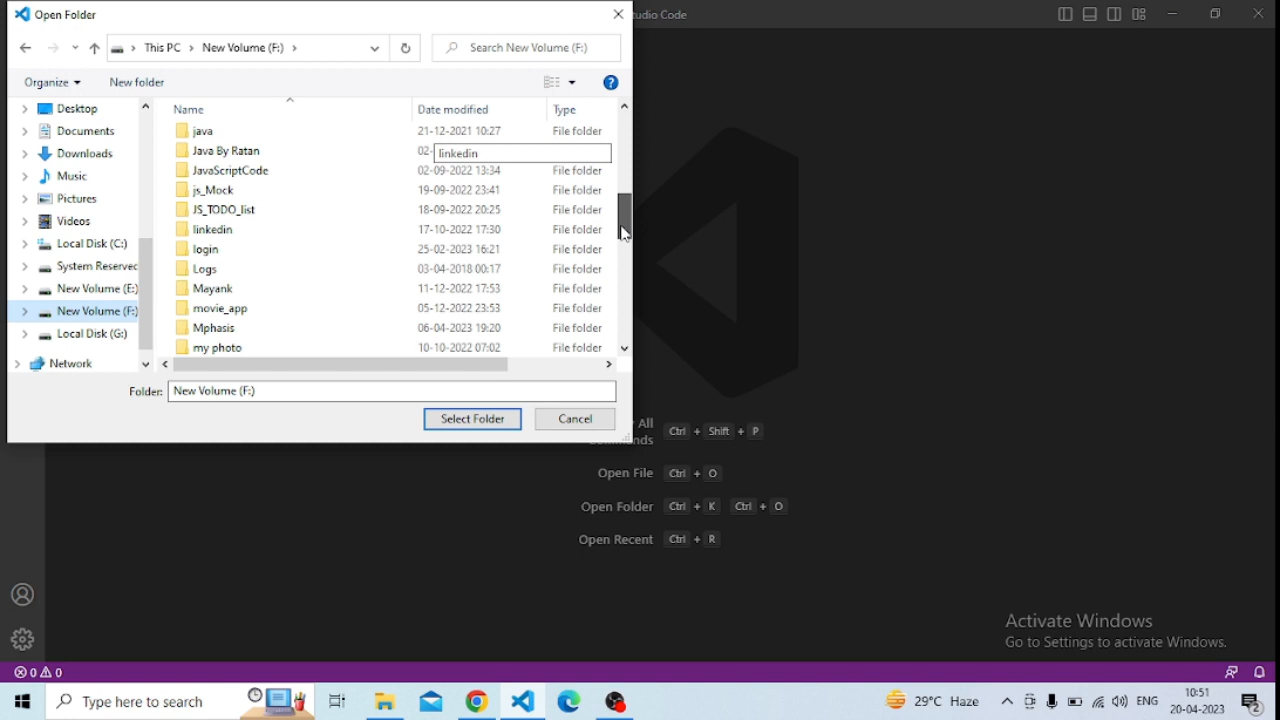 Open Folder
tudio Code
This PC
New Volume (F:)
Search New Volume (F:)
Organize
New folder
Desktop
Documents
Downloads
Music
Pictures
Videos
Local Disk (C:)
System Reserved
New Volume (E:)
New Volume (F:)
Local Disk (G:)
Network
Name Date modified Type
java 21-12-2021 10:27 File folder
Java By Ratan 02- linkedin
JavaScriptCode 02-09-2022 13:34 File folder
js_Mock 19-09-2022 23:41 File folder
JS_TODO_list 18-09-2022 20:25 File folder
linkedin 17-10-2022 17:30 File folder
login 25-02-2023 16:21 File folder
Logs 03-04-2018 00:17 File folder
Mayank 11-12-2022 17:53 File folder
movie_app 05-12-2022 23:53 File folder
Mphasis 06-04-2023 19:20 File folder
my photo 10-10-2022 07:02 File folder
Folder: New Volume (F:)
Select Folder Cancel
All Ctrl + Shift + P
Open File Ctrl + O
Open Folder Ctrl + K Ctrl + O
Open Recent Ctrl + R
Activate Windows
Go to Settings to activate Windows.
0 0
Type here to search
29°C Haze
ENG
10:51
20-04-2023
2